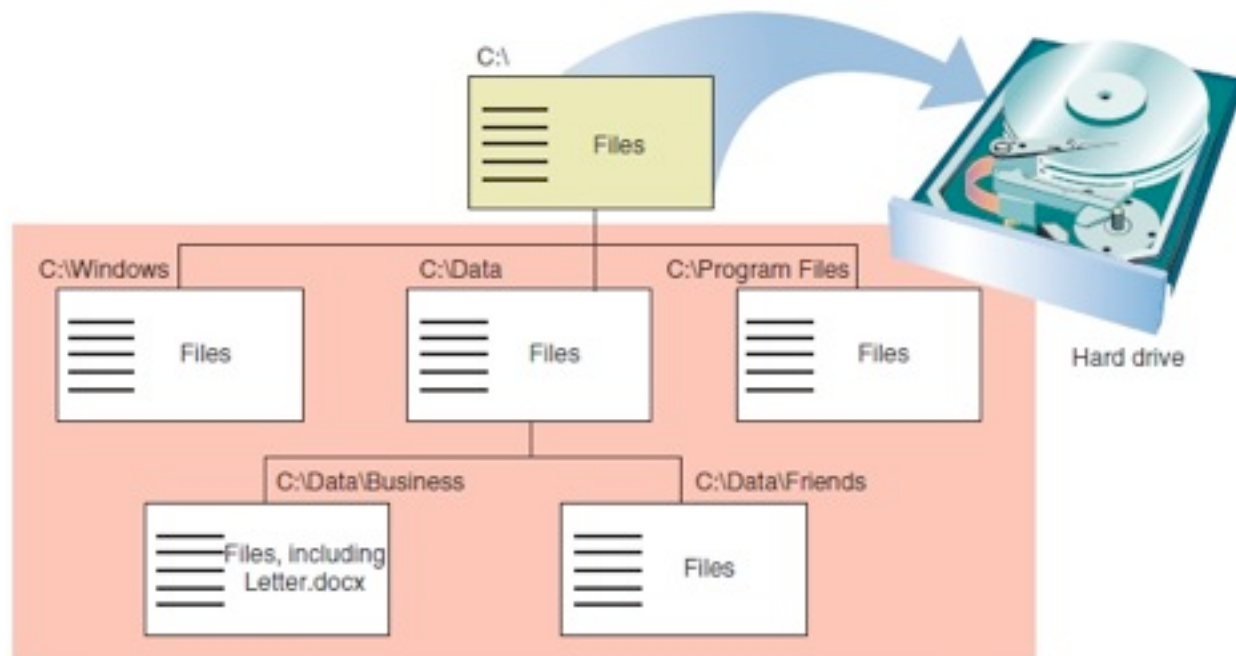 C:\
Files
C:\Windows
C:\Data
C:\Program Files
Files
Files
Files
Hard drive
C:\Data\Business
C:\Data\Friends
Files, including
Letter.docx
Files